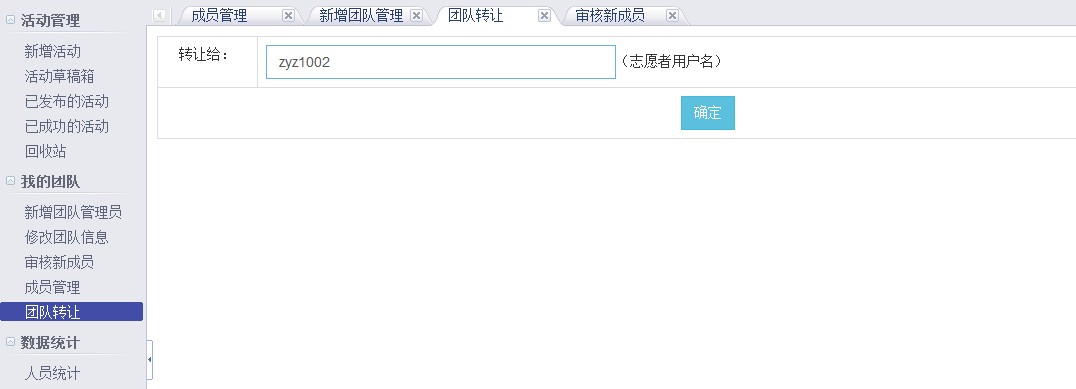 活动管理
新增活动
活动草稿箱
已发布的活动
已成功的活动
回收站
我的团队
新增团队管理员
修改团队信息
审核新成员
成员管理
团队转让
数据统计
人员统计
成员管理 新增团队管理 团队转让 审核新成员
转让给： zyz1002 （志愿者用户名）
确定